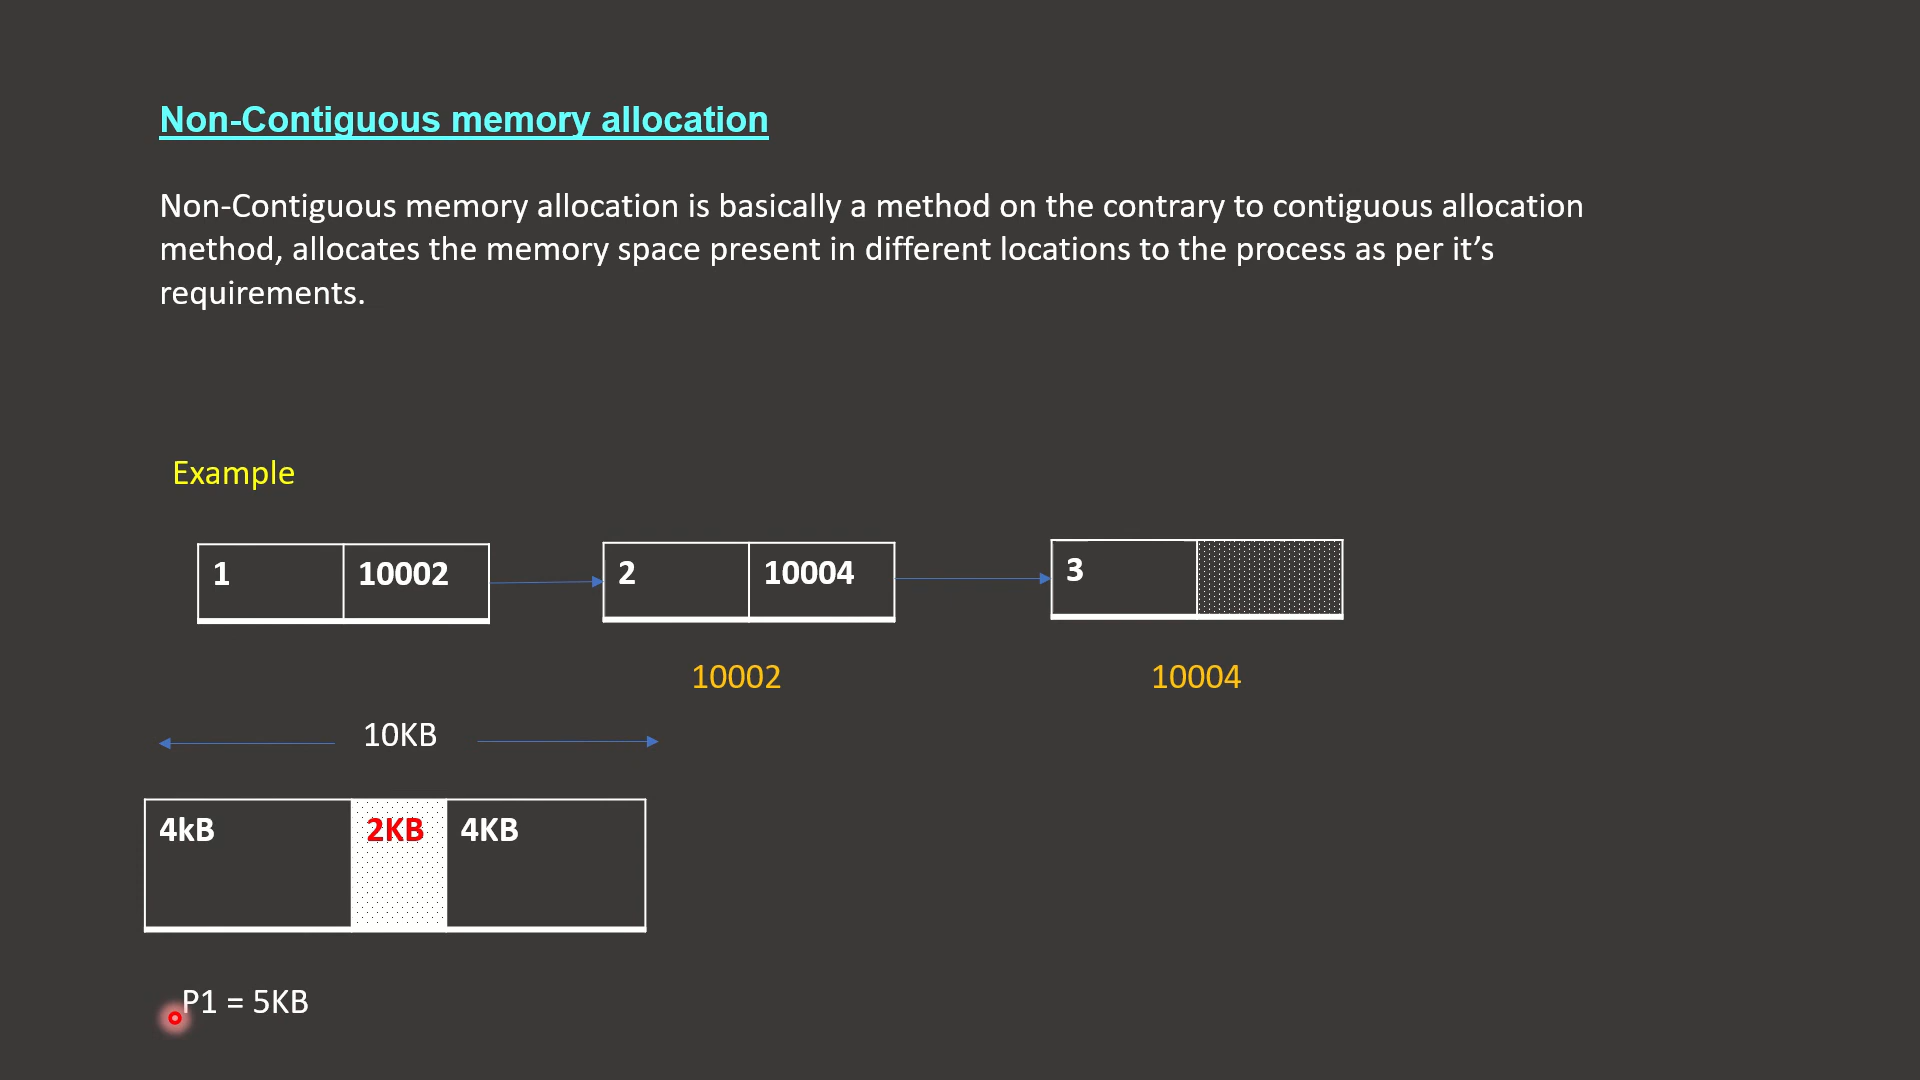 Non-Contiguous memory allocation
Non-Contiguous memory allocation is basically a method on the contrary to contiguous allocation
method, allocates the memory space present in different locations to the process as per it’s
requirements.
Example
1 10002 2 10004 3
10002 10004
10KB
4kB 2KB 4KB
P1 = 5KB